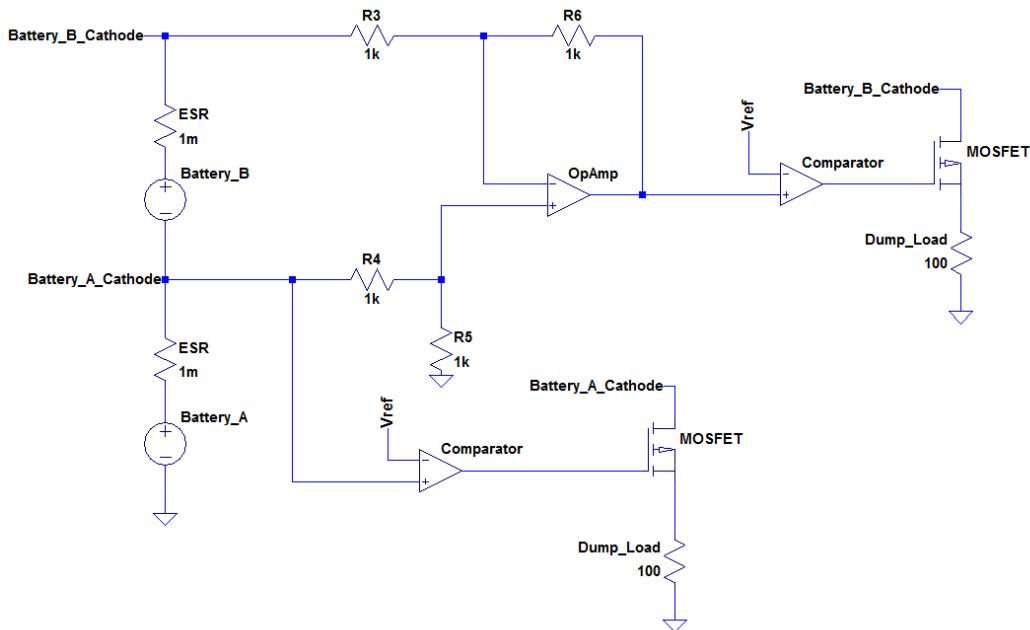 R3
R6
Battery_B_Cathode
1k
1k
ESR
1m
Battery_B
Battery_B_Cathode
Vref
MOSFET
Comparator
OpAmp
Dump_Load
100
Battery_A_Cathode
R4
1k
R5
1k
ESR
1m
Battery_A
Battery_A_Cathode
Vref
MOSFET
Comparator
Dump_Load
100